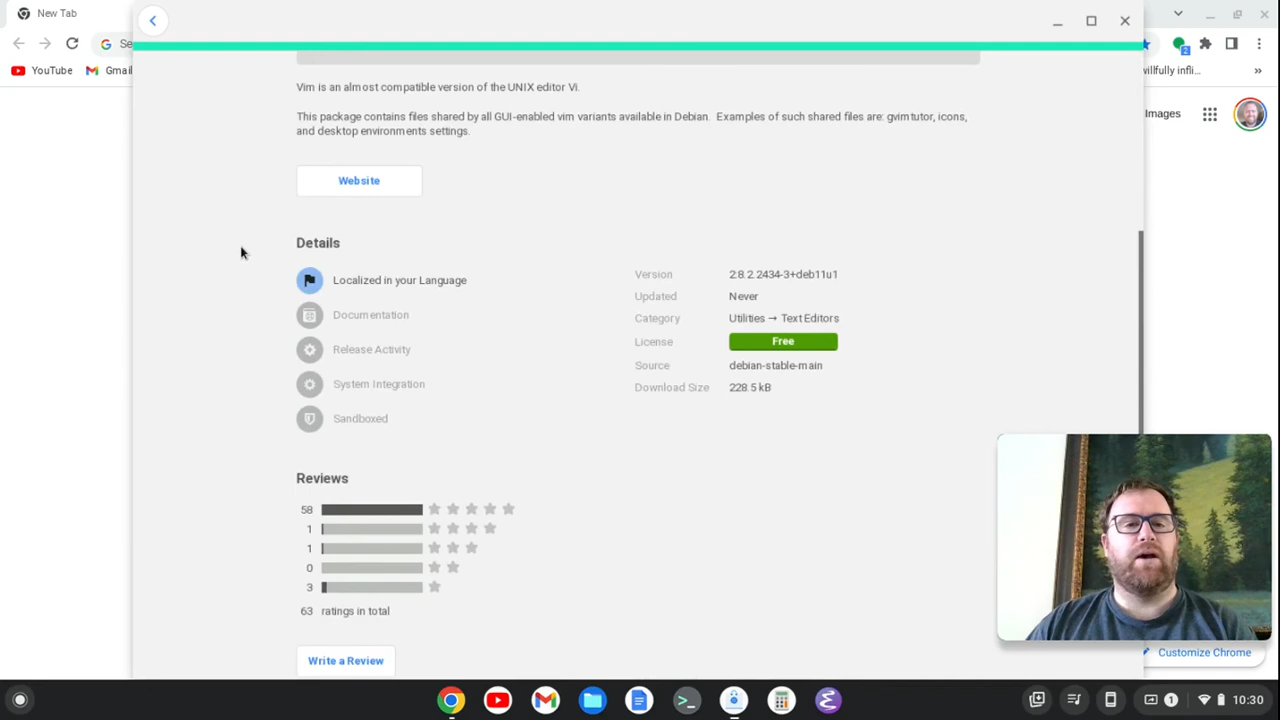 New Tab
Se
YouTube
Gmail
willfully infli...
»
Images
Vim is an almost compatible version of the UNIX editor Vi.
This package contains files shared by all GUI-enabled vim variants available in Debian. Examples of such shared files are: gvimtutor, icons,
and desktop environments settings.
Website
Details
Localized in your Language
Documentation
Release Activity
System Integration
Sandboxed
Version 2:8.2.2434-3+deb11u1
Updated Never
Category Utilities → Text Editors
License Free
Source debian-stable-main
Download Size 228.5 kB
Reviews
58
1
1
0
3
63 ratings in total
Write a Review
Customize Chrome
1 10:30